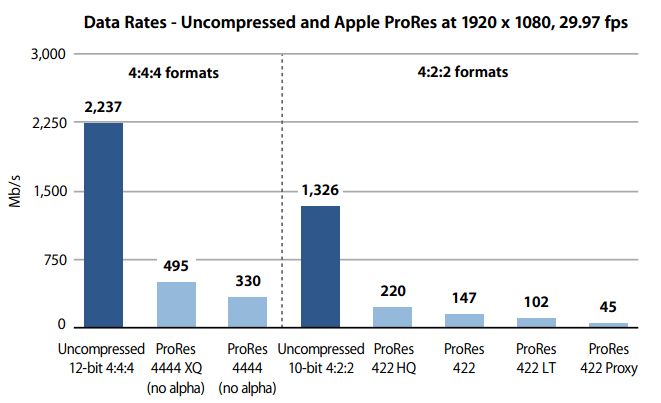 Data Rates - Uncompressed and Apple ProRes at 1920 x 1080, 29.97 fps
3,000
4:4:4 formats
4:2:2 formats
2,237
2,250
Mb/s
1,500
1,326
750
495
330
220
147
102
45
0
Uncompressed
12-bit 4:4:4
ProRes
4444 XQ
(no alpha)
ProRes
4444
(no alpha)
Uncompressed
10-bit 4:2:2
ProRes
422 HQ
ProRes
422
ProRes
422 LT
ProRes
422 Proxy